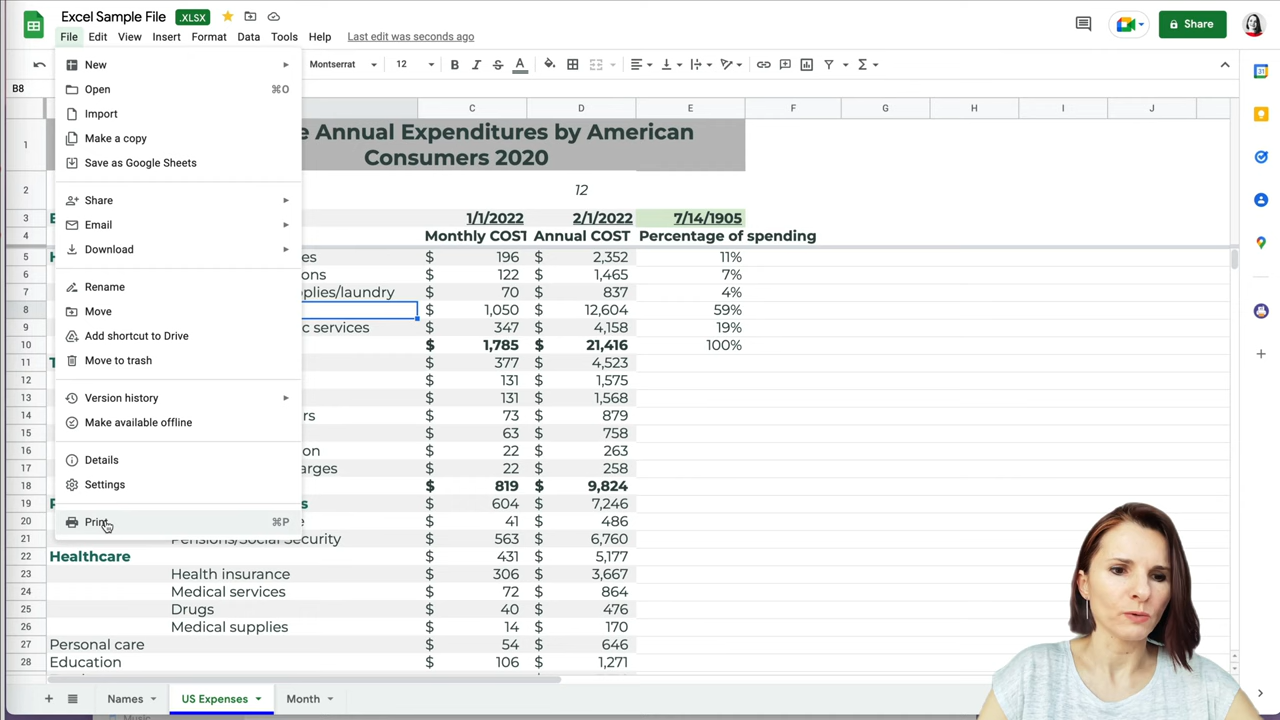 Excel Sample File .XLSX
File Edit View Insert Format Data Tools Help Last edit was seconds ago
Share
Montserrat 12 B I S A
B8
New
Open ⌘O
Import
Make a copy
Save as Google Sheets
Share
Email
Download
Rename
Move
Add shortcut to Drive
Move to trash
Version history
Make available offline
Details
Settings
Print ⌘P
C D E F G H I J
1 e Annual Expenditures by American
Consumers 2020
2 12
3 1/1/2022 2/1/2022 7/14/1905
4 Monthly COST Annual COST Percentage of spending
5 es $ 196 $ 2,352 11%
6 ons $ 122 $ 1,465 7%
7 pplies/laundry $ 70 $ 837 4%
8 $ 1,050 $ 12,604 59%
9 c services $ 347 $ 4,158 19%
10 $ 1,785 $ 21,416 100%
11 $ 377 $ 4,523
12 $ 131 $ 1,575
13 $ 131 $ 1,568
14 rs $ 73 $ 879
15 $ 63 $ 758
16 on $ 22 $ 263
17 arges $ 22 $ 258
18 $ 819 $ 9,824
19 s $ 604 $ 7,246
20 e $ 41 $ 486
21 Pensions/Social Security $ 563 $ 6,760
22 Healthcare $ 431 $ 5,177
23 Health insurance $ 306 $ 3,667
24 Medical services $ 72 $ 864
25 Drugs $ 40 $ 476
26 Medical supplies $ 14 $ 170
27 Personal care $ 54 $ 646
28 Education $ 106 $ 1,271
Names US Expenses Month